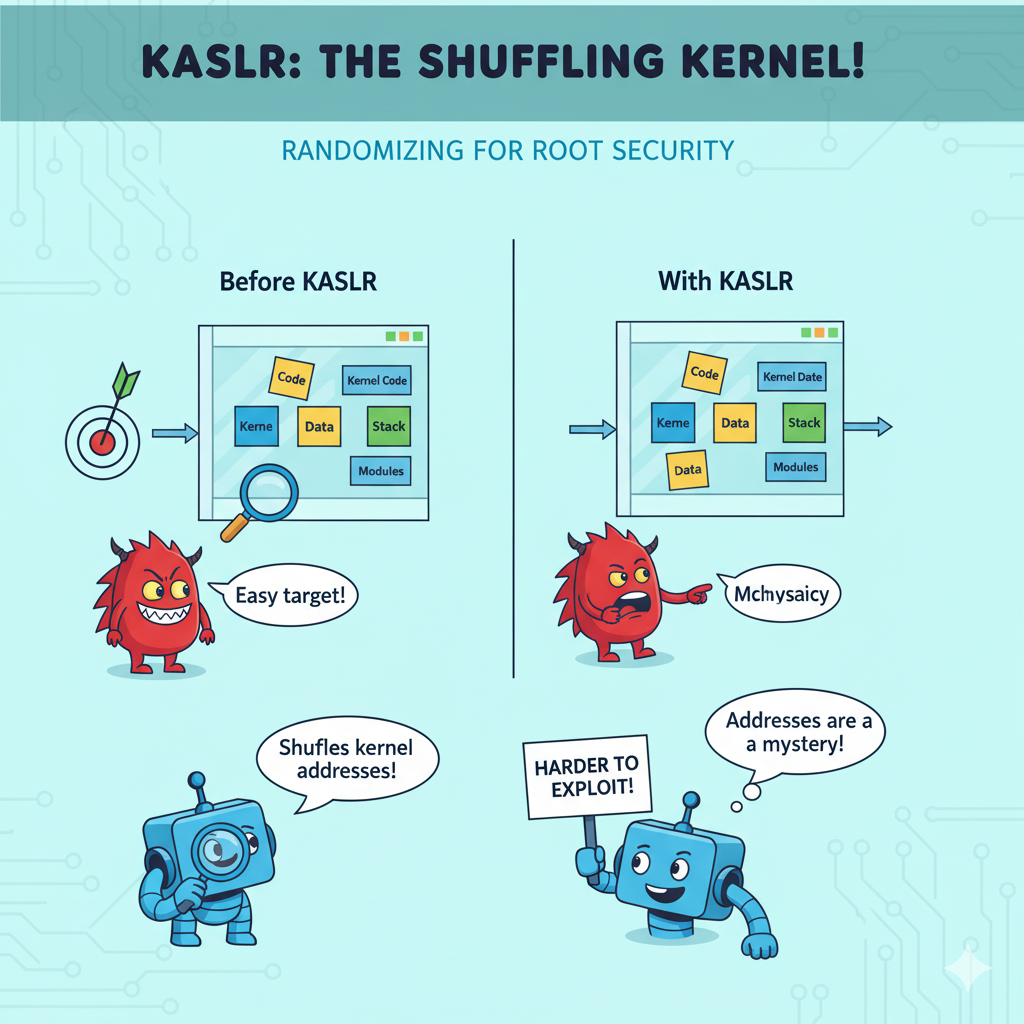 KASLR: THE SHUFFLING KERNEL!
RANDOMIZING FOR ROOT SECURITY
Before KASLR
Code
Kernel Code
Kerne
Data
Stack
Modules
Easy target!
Shufles kernel
addresses!
With KASLR
Code
Kernel Date
Keme
Data
Stack
Data
Modules
Mchysaicy
HARDER TO
EXPLOIT!
Addresses are a
a mystery!